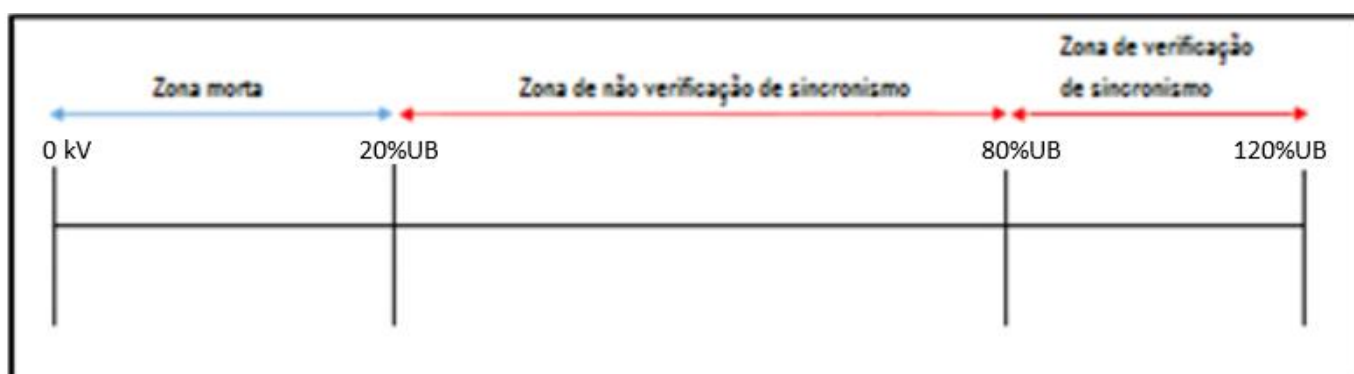 Zona de verificação
de sincronismo
Zona morta
Zona de não verificação de sincronismo
0 kV
20%UB
80%UB
120%UB